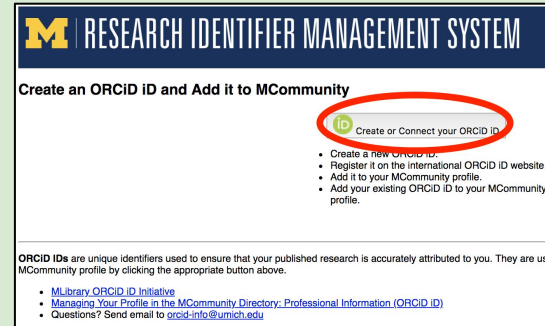 M | RESEARCH IDENTIFIER MANAGEMENT SYSTEM
Create an ORCiD iD and Add it to MCommunity
iD Create or Connect your ORCiD iD
• Create a new ORCiD iD.
• Register it on the international ORCiD iD website
• Add it to your MCommunity profile.
• Add your existing ORCiD iD to your MCommunity
profile.
ORCiD IDs are unique identifiers used to ensure that your published research is accurately attributed to you. They are us
MCommunity profile by clicking the appropriate button above.
• MLibrary ORCiD iD Initiative
• Managing Your Profile in the MCommunity Directory: Professional Information (ORCiD iD)
• Questions? Send email to orcid-info@umich.edu